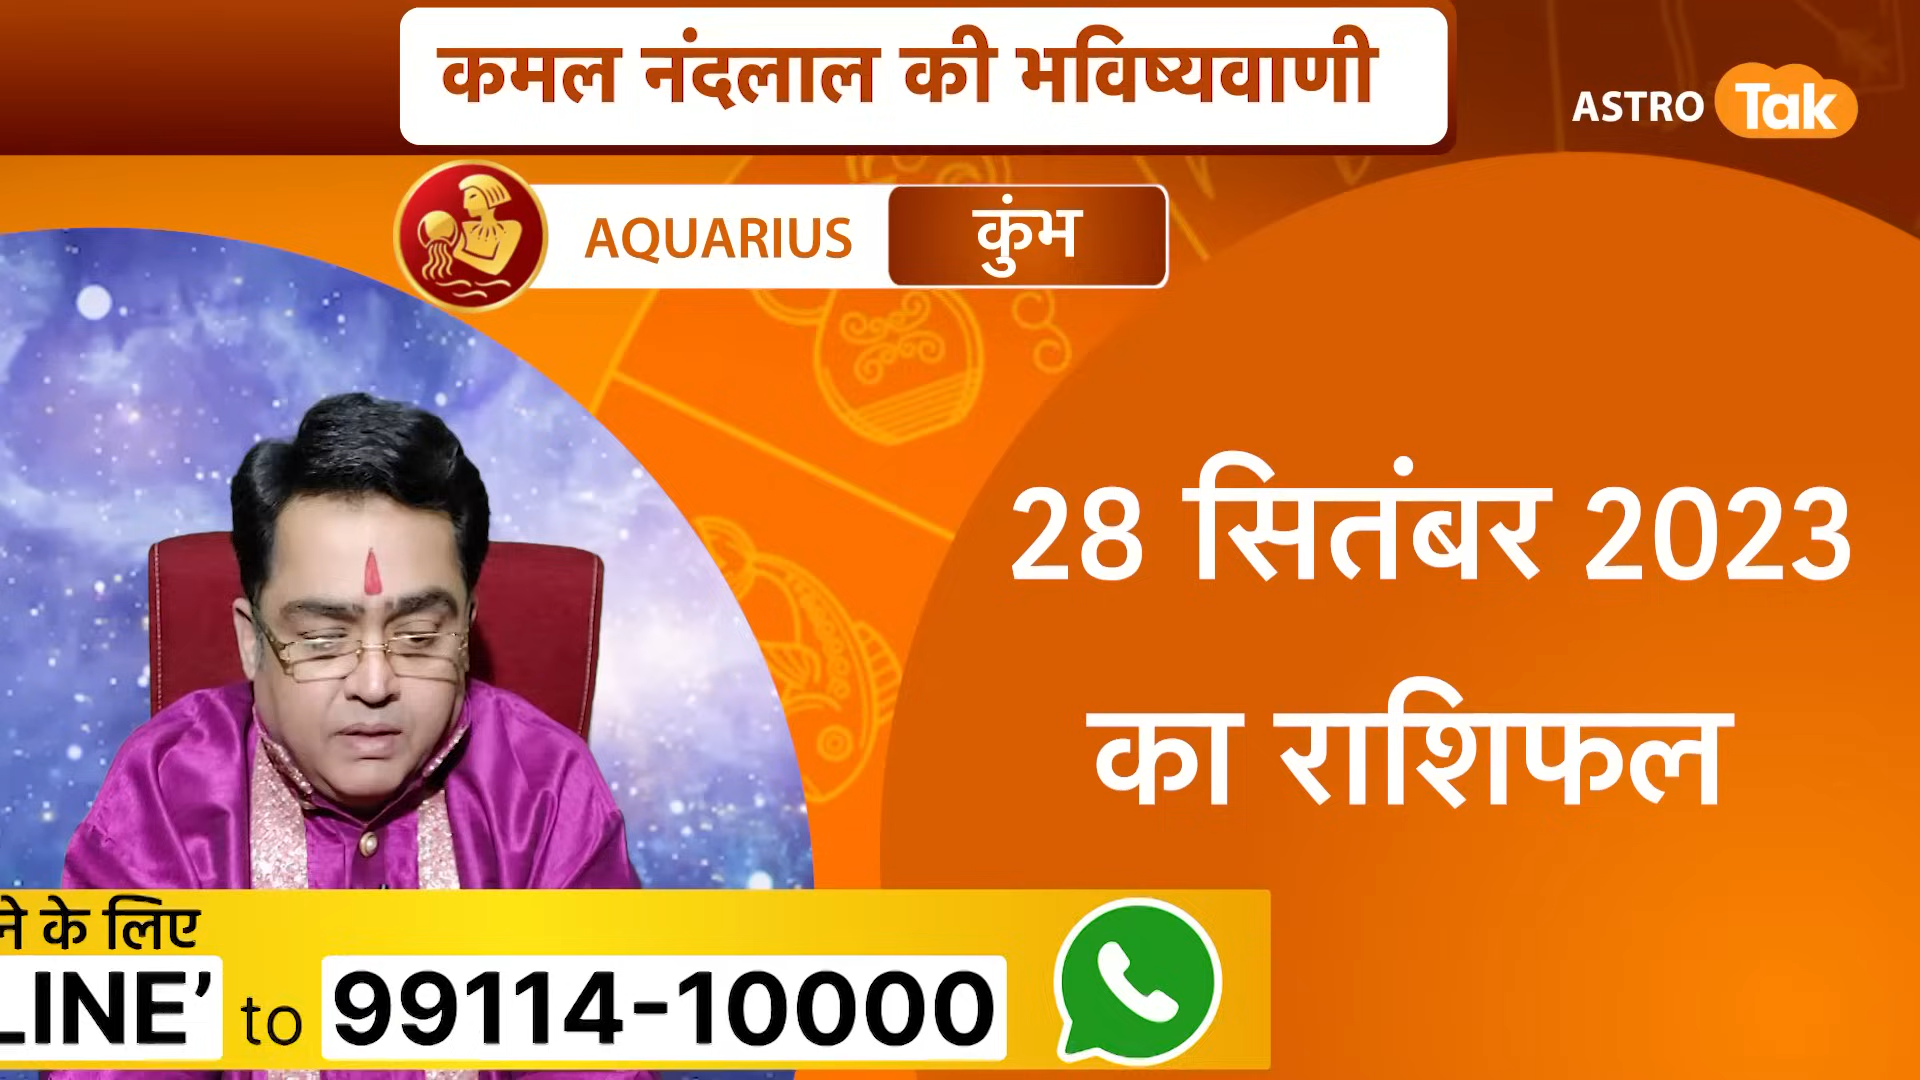 कमल नंदलाल की भविष्यवाणी
ASTRO Tak
AQUARIUS कुंभ
28 सितंबर 2023
का राशिफल
के लिए
LINE’ to 99114-10000